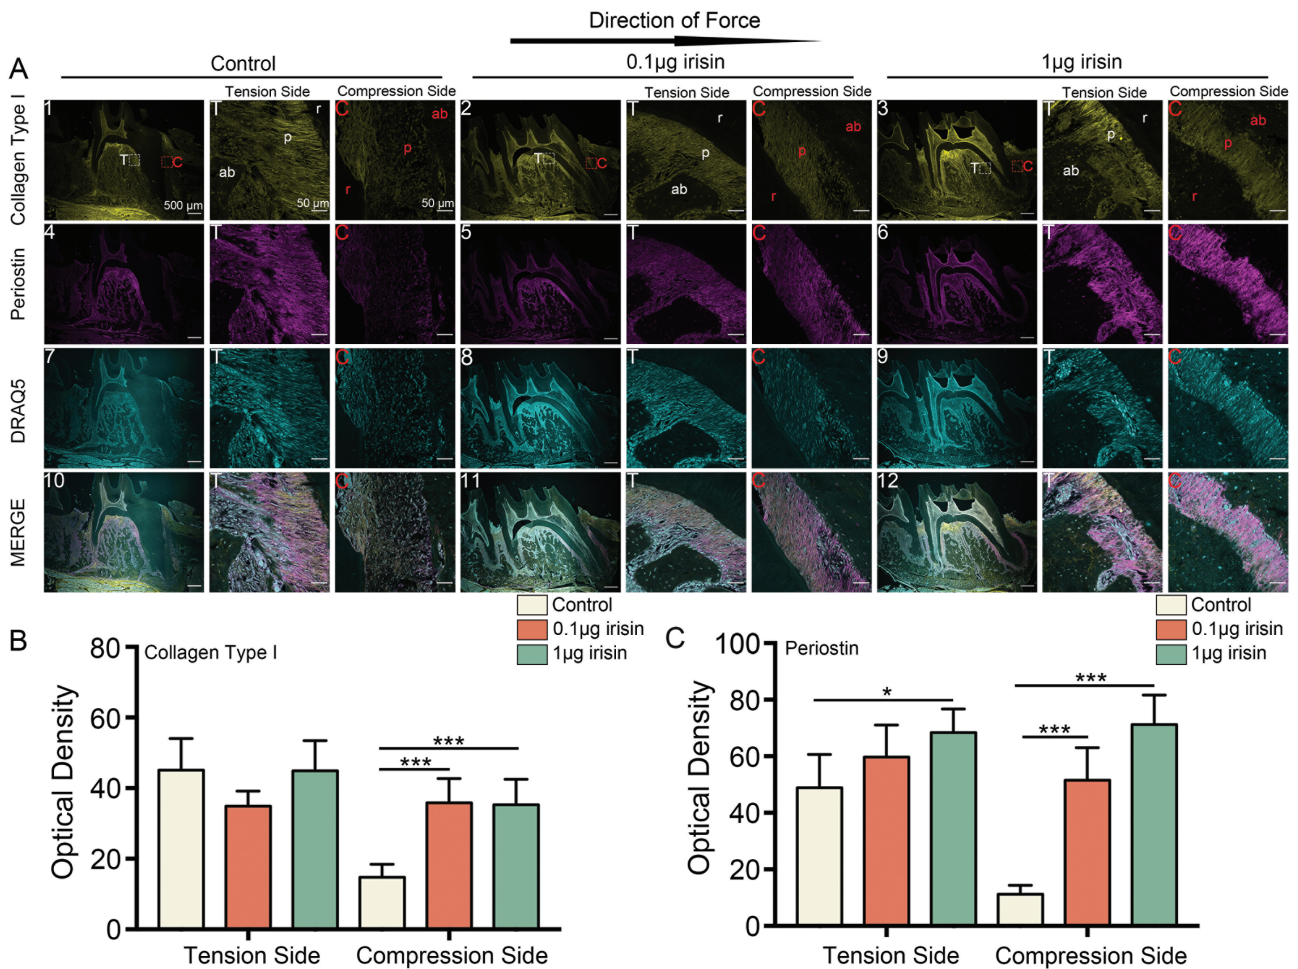 Direction of Force
A
Control
0.1µg irisin
1µg irisin
Tension Side
Compression Side
Tension Side
Compression Side
Tension Side
Compression Side
Collagen Type I
1
T
C
500 µm
T
r
p
ab
50 µm
C
ab
p
r
50 µm
2
T
C
T
r
p
ab
C
ab
p
r
3
T
C
T
r
p
ab
C
ab
p
r
Periostin
4
T
C
5
T
C
6
T
C
DRAQ5
7
T
C
8
T
C
9
T
C
MERGE
10
T
C
11
T
C
12
T
C
B
Collagen Type I
Control
0.1µg irisin
1µg irisin
Optical Density
80
60
40
20
0
***
***
Tension Side
Compression Side
C
Periostin
Control
0.1µg irisin
1µg irisin
Optical Density
100
80
60
40
20
0
*
***
***
Tension Side
Compression Side